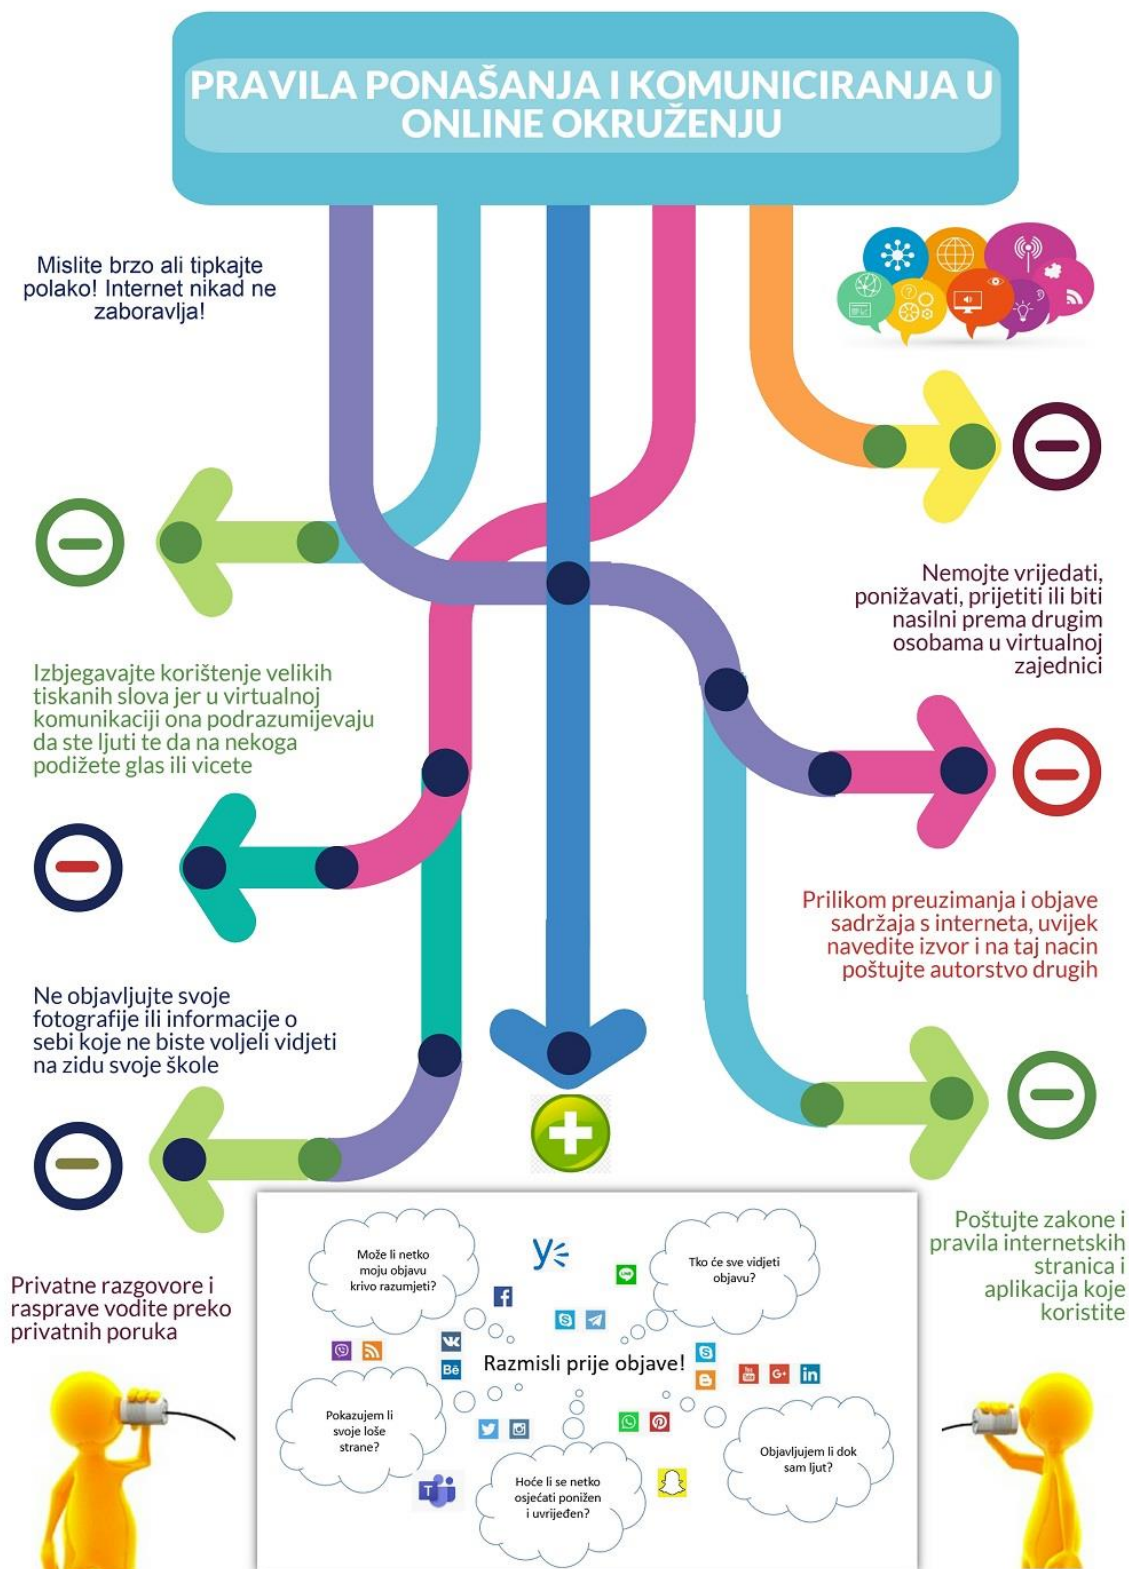 PRAVILA PONAŠANJA I KOMUNICIRANJA U
ONLINE OKRUŽENJU
Mislite brzo ali tipkajte
polako! Internet nikad ne
zaboravlja!
Nemojte vrijeđati,
ponižavati, prijetiti ili biti
nasilni prema drugim
osobama u virtualnoj
zajednici
Izbjegavajte korištenje velikih
tiskanih slova jer u virtualnoj
komunikaciji ona podrazumijevaju
da ste ljuti te da na nekoga
podižete glas ili vicete
Prilikom preuzimanja i objave
sadržaja s interneta, uvijek
navedite izvor i na taj nacin
poštujte autorstvo drugih
Ne objavljujte svoje
fotografije ili informacije o
sebi koje ne biste voljeli vidjeti
na zidu svoje škole
Poštujte zakone i
pravila internetskih
stranica i
aplikacija koje
koristite
Privatne razgovore i
rasprave vodite preko
privatnih poruka
Može li netko
moju objavu
krivo razumjeti?
Tko će sve vidjeti
objavu?
Razmisli prije objave!
Pokazujem li
svoje loše
strane?
Hoće li se netko
osjećati ponižen
i uvrijeđen?
Objavljujem li dok
sam ljut?